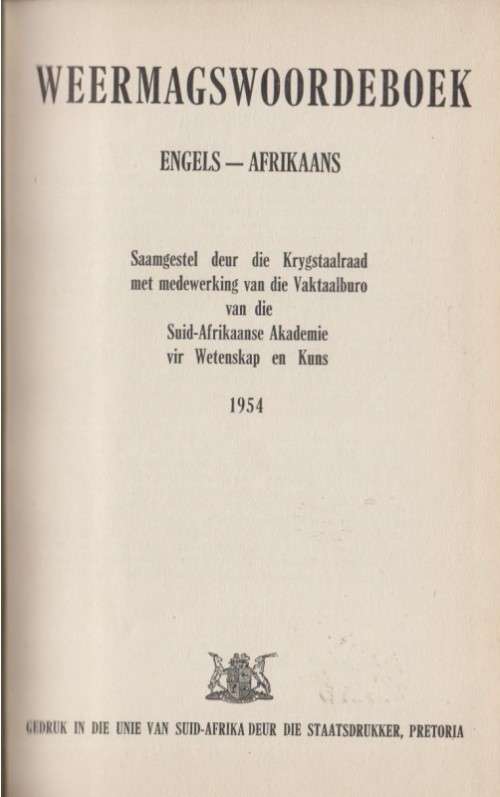 WEERMAGSWOORDEBOEK
ENGELS — AFRIKAANS
Saamgestel deur die Krygstaalraad
met medewerking van die Vaktaalburo
van die
Suid-Afrikaanse Akademie
vir Wetenskap en Kuns
1954
GEDRUK IN DIE UNIE VAN SUID-AFRIKA DEUR DIE STAATSDRUKKER, PRETORIA